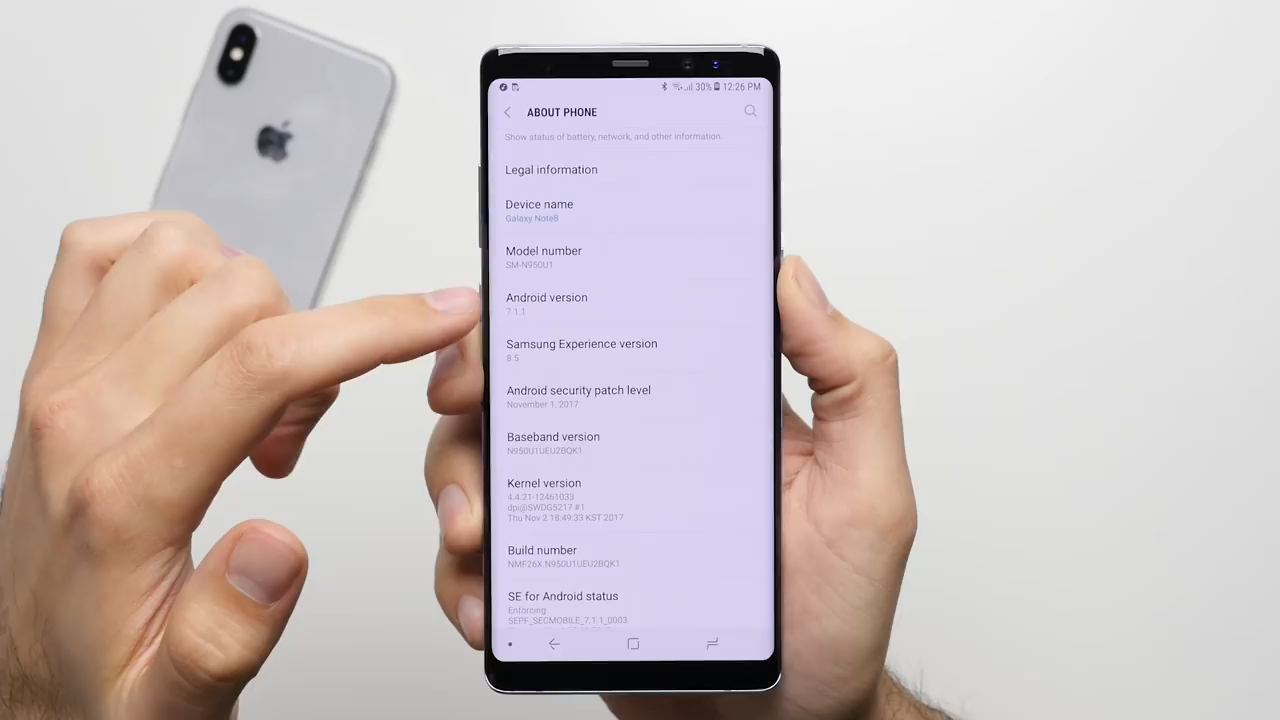 30% 12:26 PM
ABOUT PHONE
Show status of battery, network, and other information.
Legal information
Device name
Galaxy Note8
Model number
SM-N950U1
Android version
7.1.1
Samsung Experience version
8.5
Android security patch level
November 1, 2017
Baseband version
N950U1UEU2BQK1
Kernel version
4.4.21-12461033
dpi@SWDG5217 #1
Thu Nov 2 18:49:33 KST 2017
Build number
NMF26X.N950U1UEU2BQK1
SE for Android status
Enforcing
SEPF_SECMOBILE_7.1.1_0003